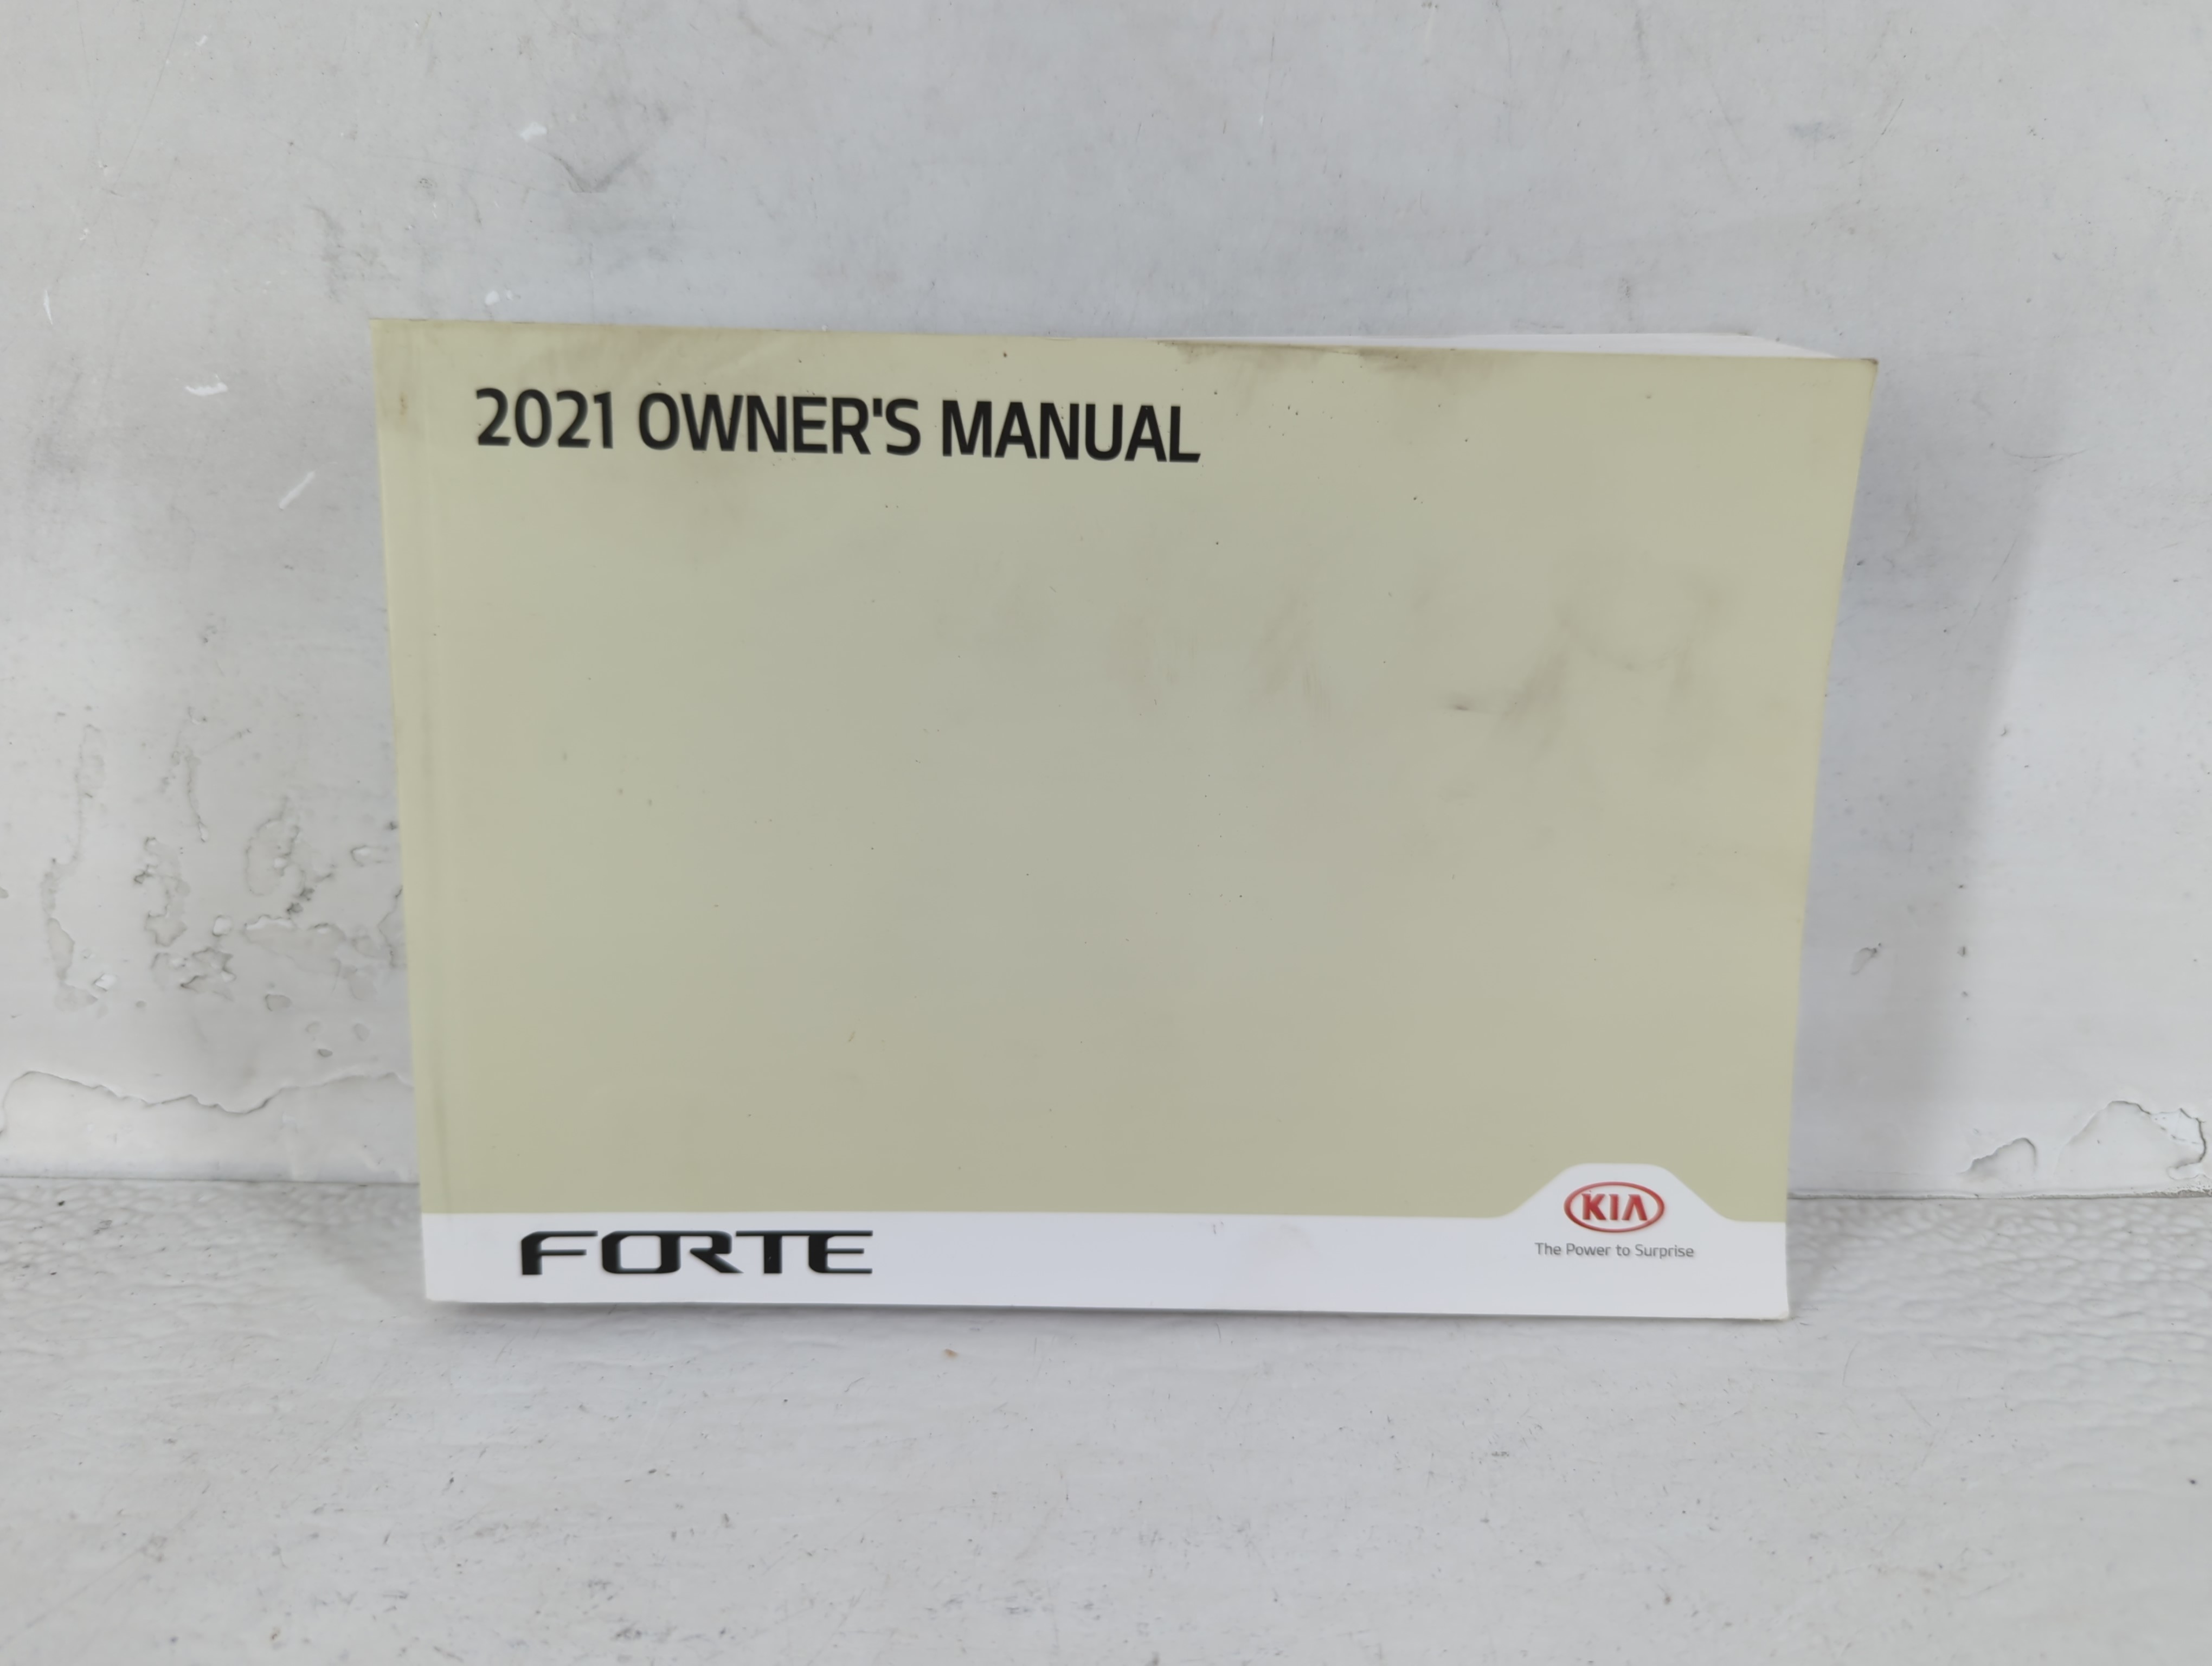 2021 OWNER'S MANUAL
FORTE
KIA
The Power to Surprise